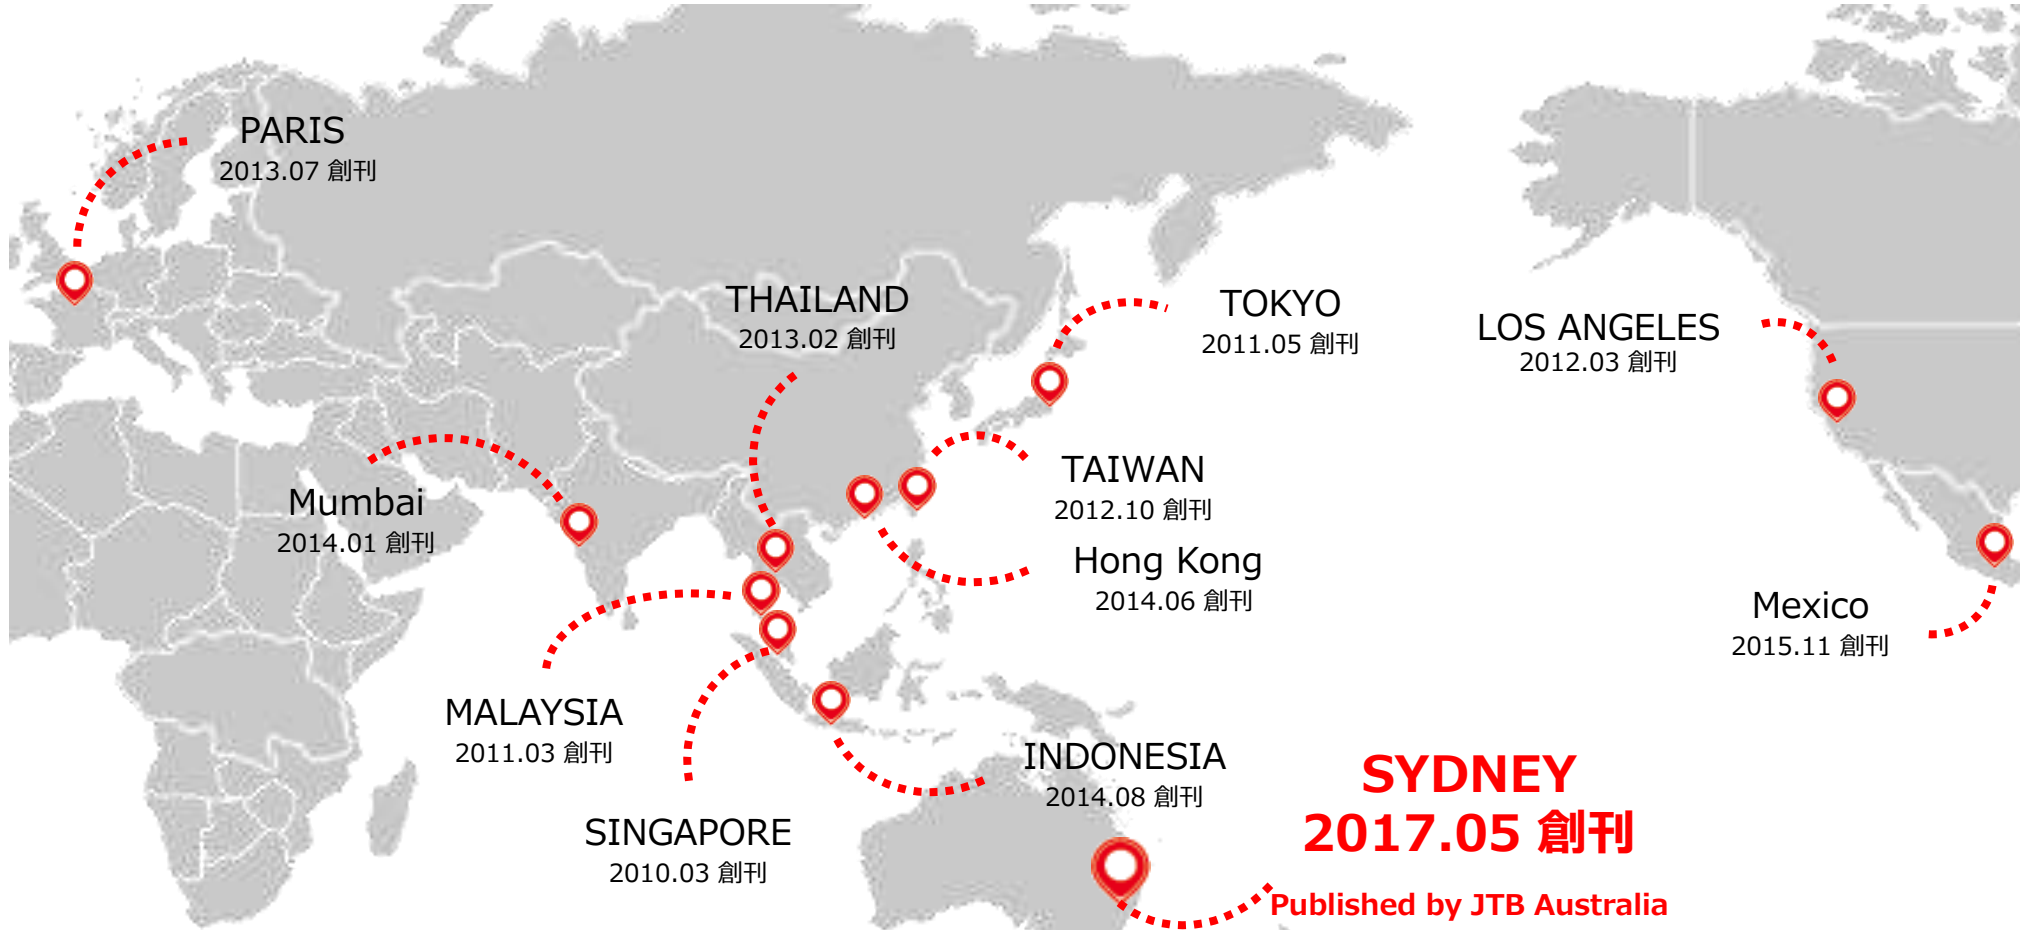 PARIS
2013.07 創刊
THAILAND
2013.02 創刊
TOKYO
2011.05 創刊
LOS ANGELES
2012.03 創刊
Mumbai
2014.01 創刊
TAIWAN
2012.10 創刊
Hong Kong
2014.06 創刊
Mexico
2015.11 創刊
MALAYSIA
2011.03 創刊
INDONESIA
2014.08 創刊
SINGAPORE
2010.03 創刊
SYDNEY
2017.05 創刊
Published by JTB Australia